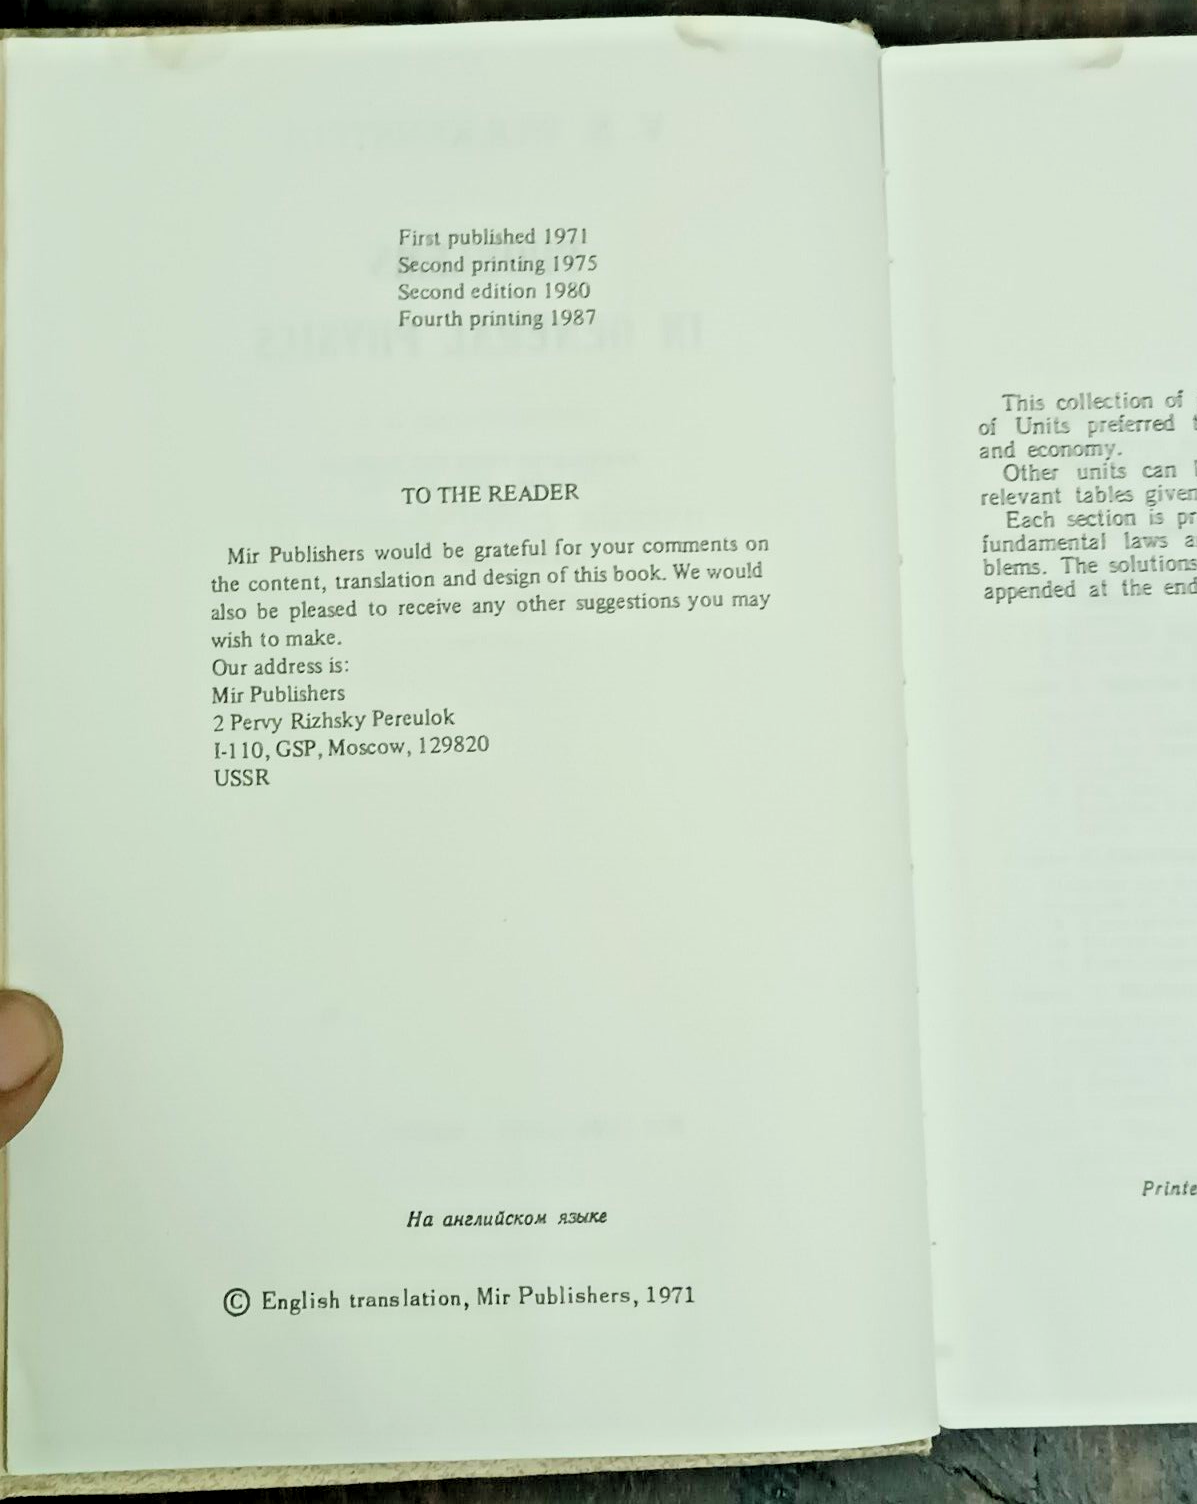 First published 1971
Second printing 1975
Second edition 1980
Fourth printing 1987
TO THE READER
Mir Publishers would be grateful for your comments on
the content, translation and design of this book. We would
also be pleased to receive any other suggestions you may
wish to make.
Our address is:
Mir Publishers
2 Pervy Rizhsky Pereulok
I-110, GSP, Moscow, 129820
USSR
На английском языке
© English translation, Mir Publishers, 1971
This collection of
of Units preferred
and economy.
Other units can
relevant tables given
Each section is
fundamental laws
blems. The solutions
appended at the end